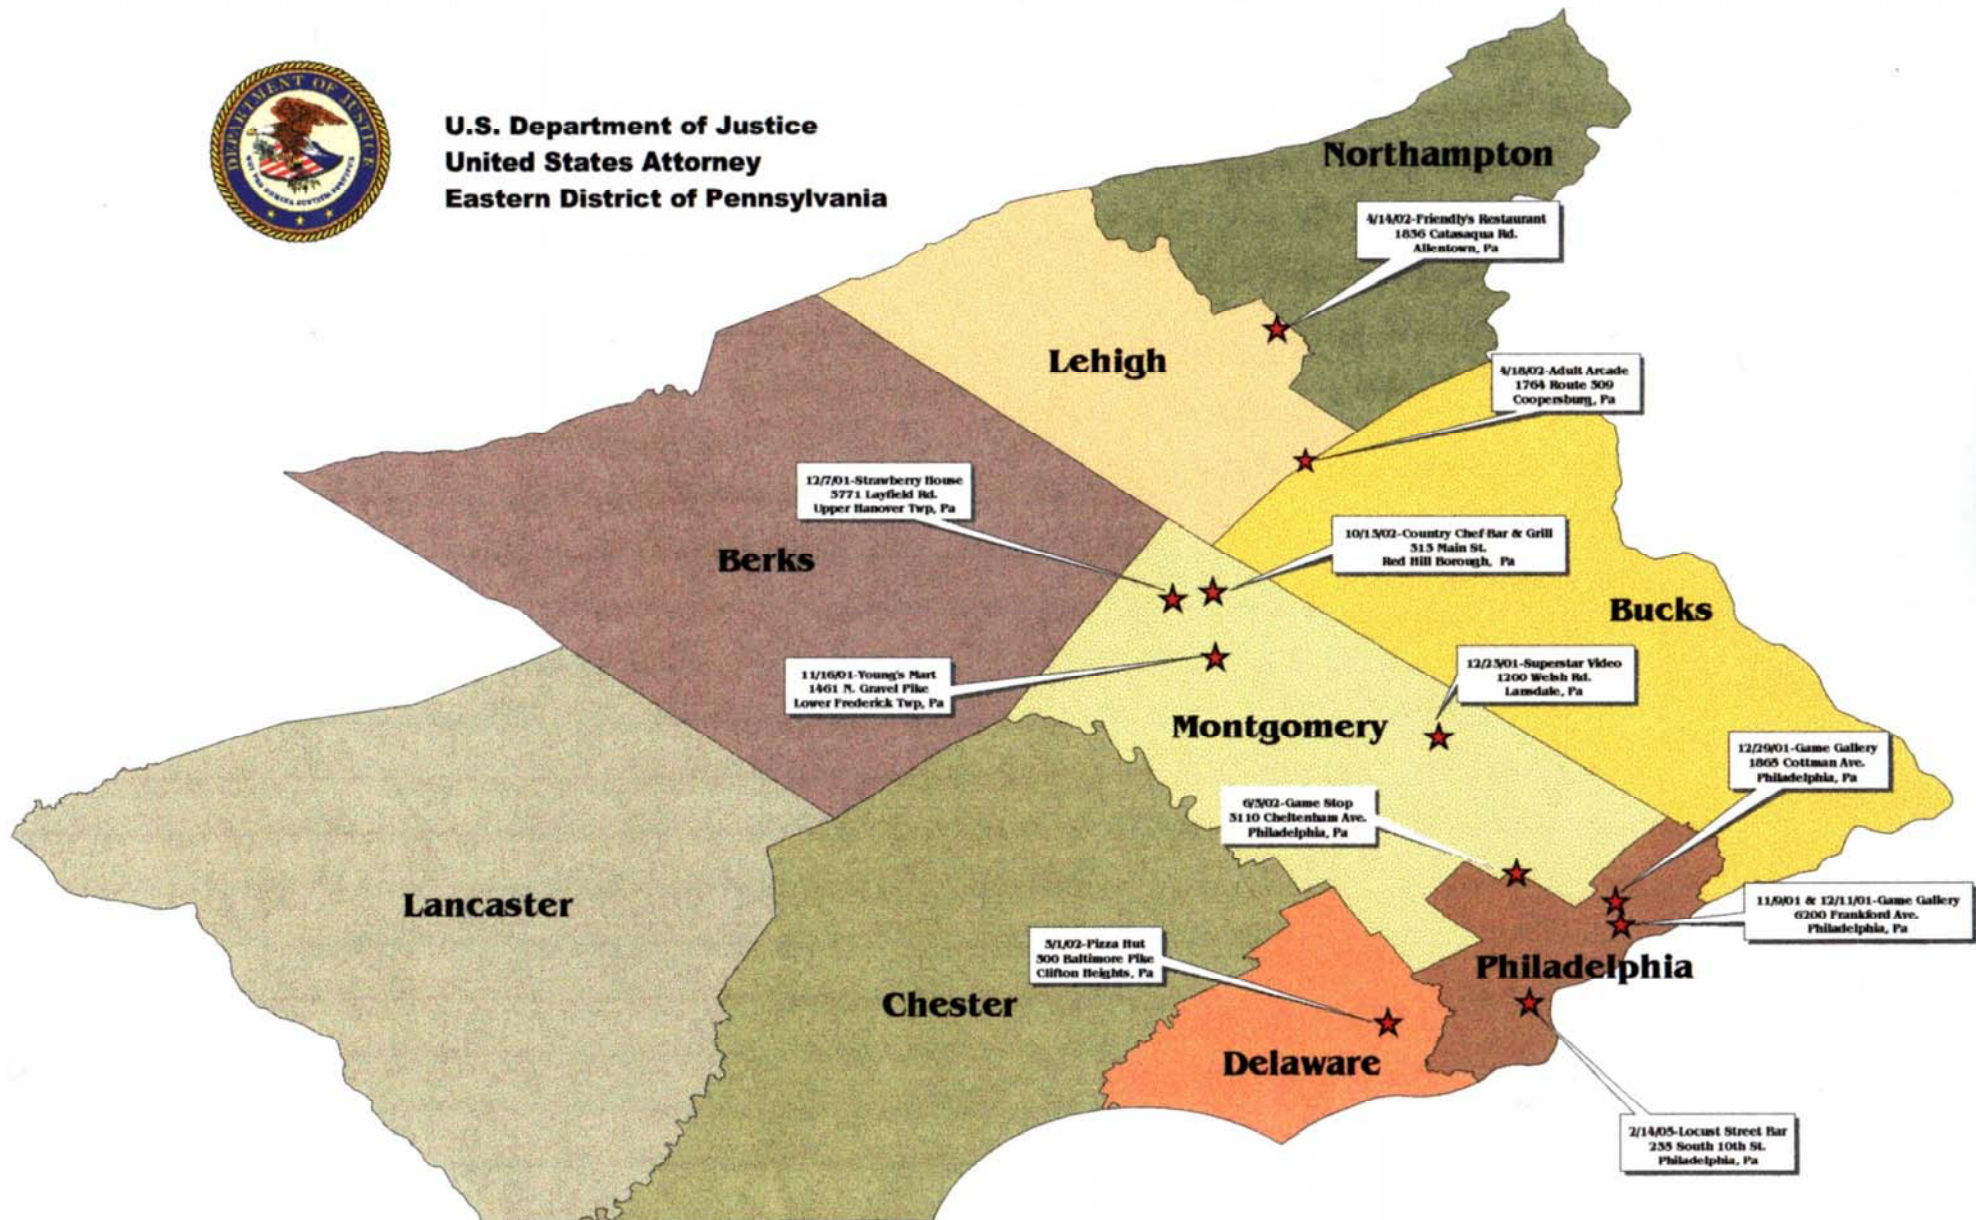 DEPARTMENT OF JUSTICE
U.S. Department of Justice
United States Attorney
Eastern District of Pennsylvania
Northampton
4/14/02-Friendly's Restaurant
1836 Catasaqua Rd.
Allentown, Pa
Lehigh
4/18/02-Adult Arcade
1764 Route 309
Coopersburg, Pa
12/7/01-Strawberry House
3771 Layfield Rd.
Upper Hanover Twp, Pa
Berks
10/13/02-Country Chef Bar & Grill
313 Main St.
Red Hill Borough, Pa
Bucks
11/16/01-Young's Mart
1461 N. Gravel Pike
Lower Frederick Twp, Pa
12/23/01-Superstar Video
1200 Welsh Rd.
Lansdale, Pa
Montgomery
12/29/01-Game Gallery
1865 Cottman Ave.
Philadelphia, Pa
6/3/02-Game Stop
3110 Cheltenham Ave.
Philadelphia, Pa
Lancaster
11/9/01 & 12/11/01-Game Gallery
6200 Frankford Ave.
Philadelphia, Pa
3/1/02-Pizza Hut
300 Baltimore Pike
Clifton Heights, Pa
Philadelphia
Chester
Delaware
2/14/03-Locust Street Bar
235 South 10th St.
Philadelphia, Pa